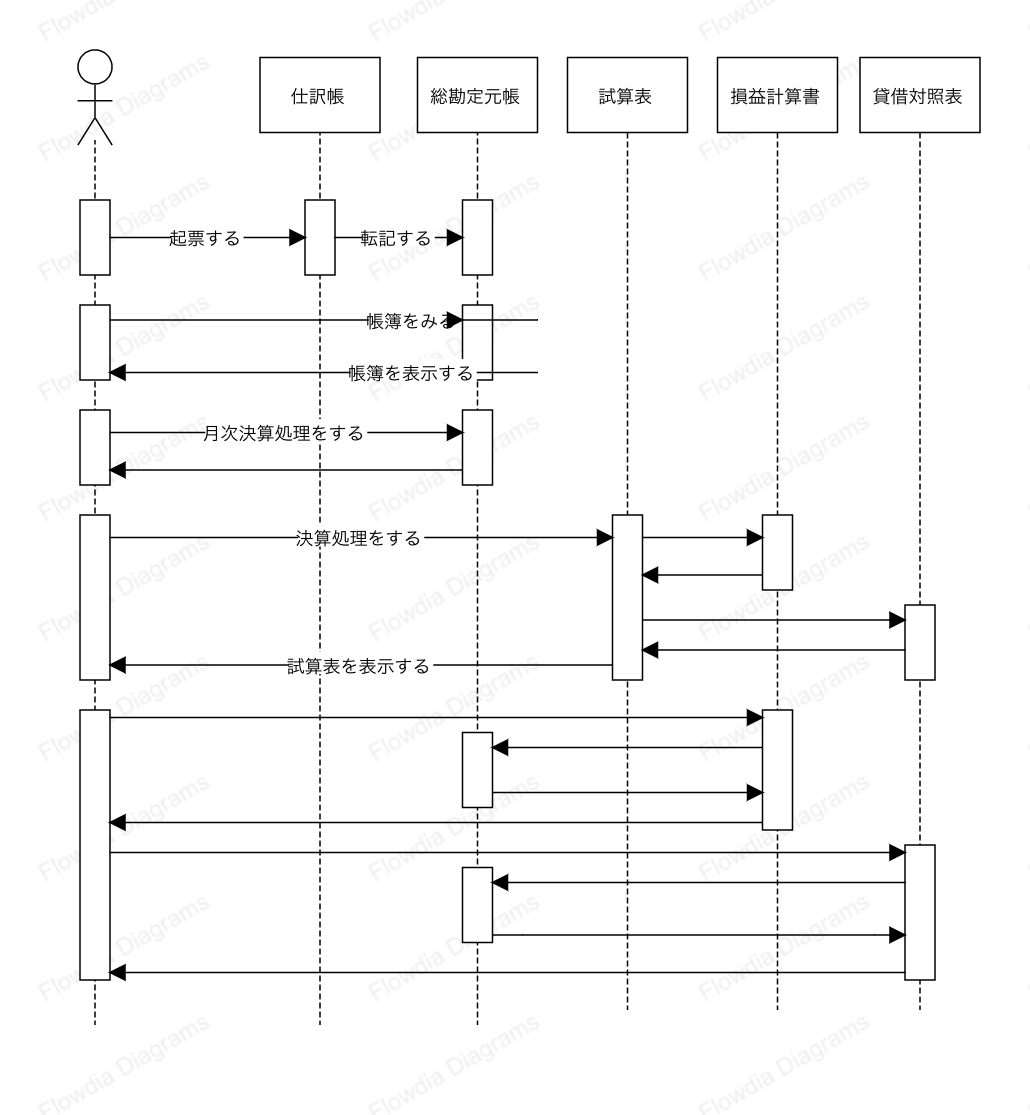 仕訳帳
総勘定元帳
試算表
損益計算書
貸借対照表
起票する
転記する
帳簿をみる
帳簿を表示する
月次決算処理をする
決算処理をする
試算表を表示する
Flowdia Diagrams